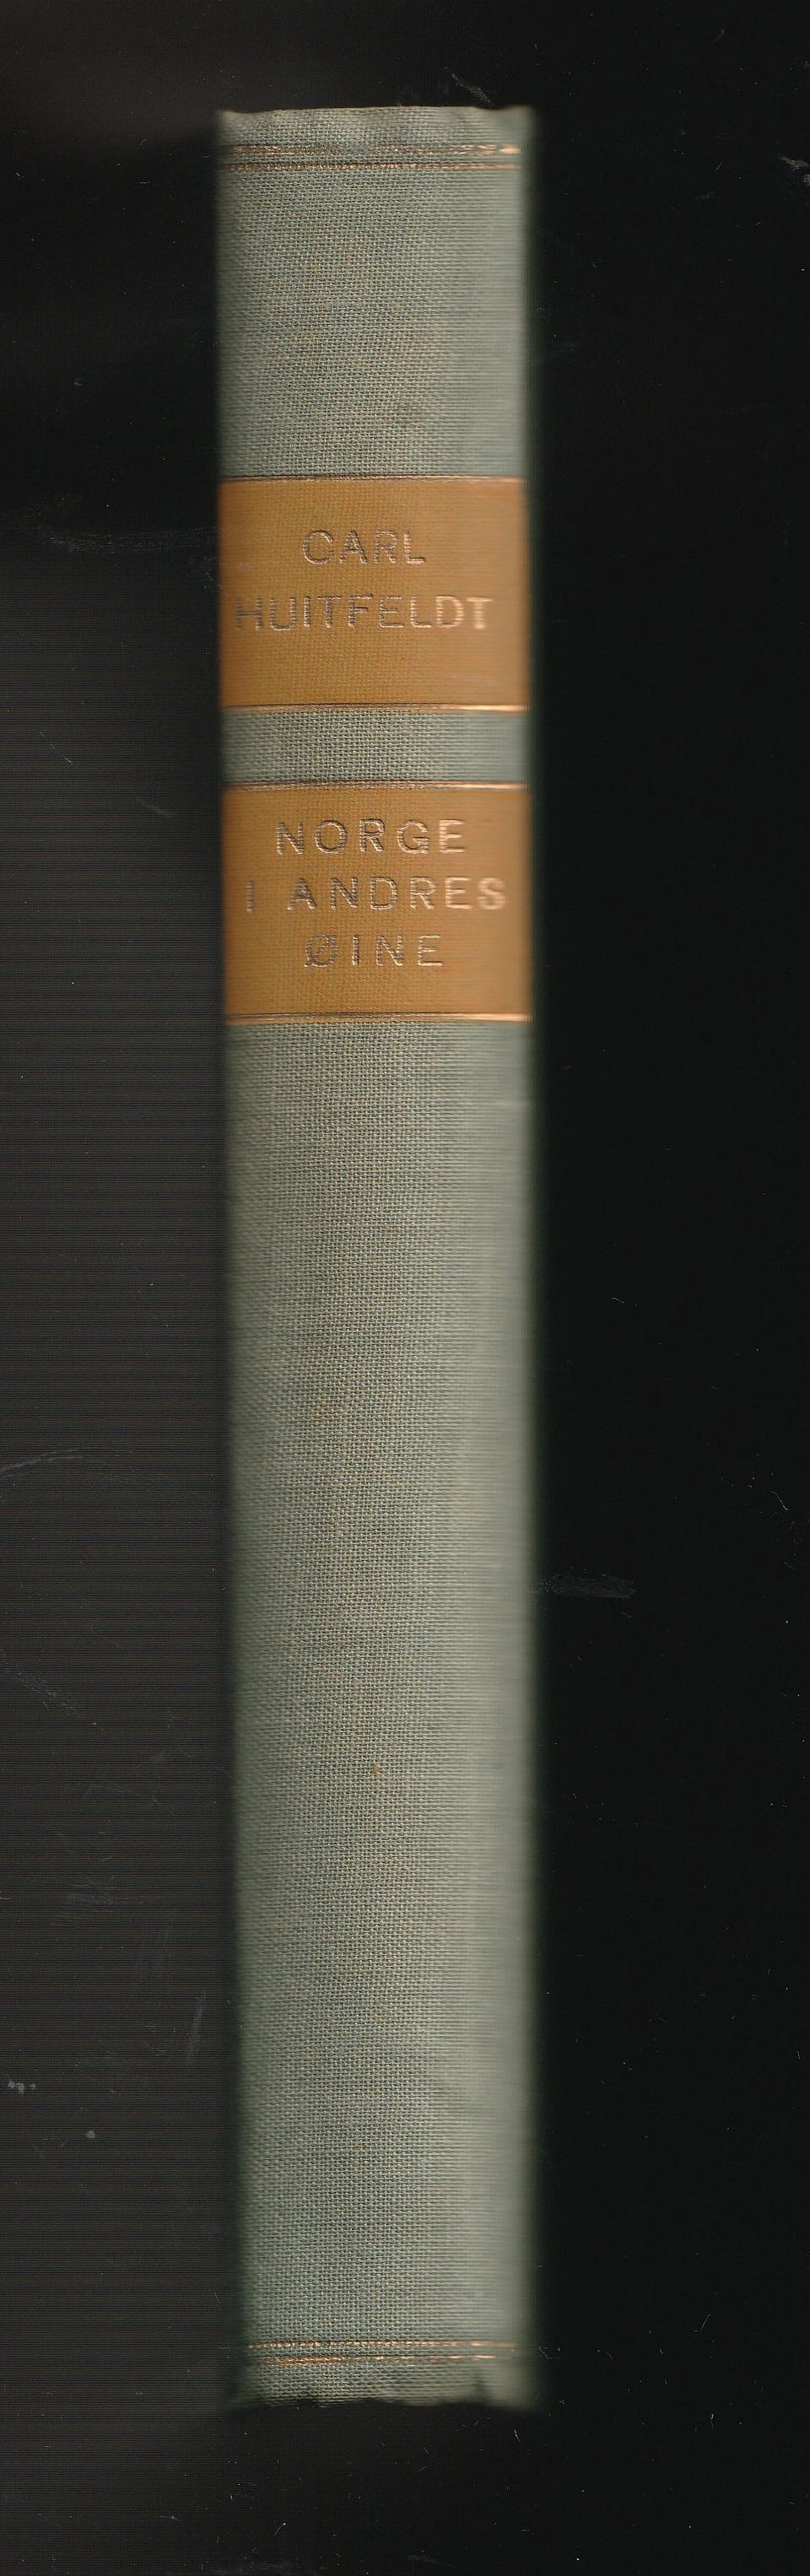 CARL
HUITFELDT
NORGE
I ANDRES
ØINE